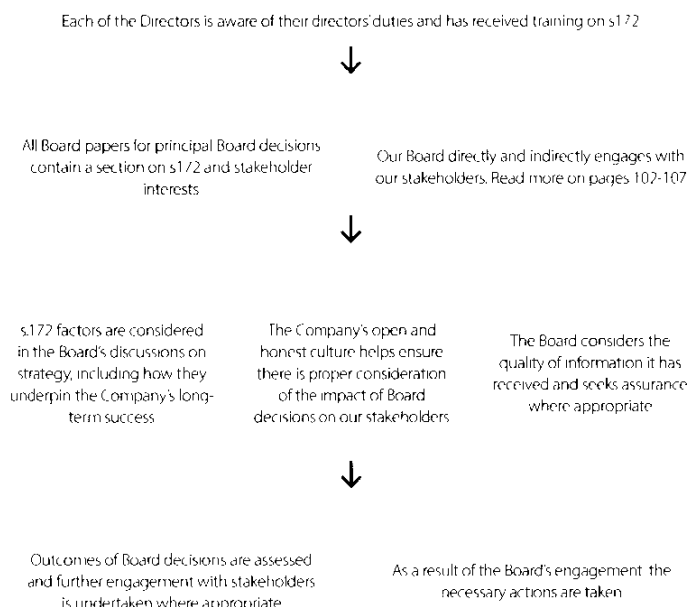 Each of the Directors is aware of their directors' duties and has received training on s172
All Board papers for principal Board decisions
contain a section on s172 and stakeholder
interests
Our Board directly and indirectly engages with
our stakeholders. Read more on pages 102-107
s.172 factors are considered
in the Board's discussions on
strategy, including how they
underpin the Company's long-
term success
The Company's open and
honest culture helps ensure
there is proper consideration
of the impact of Board
decisions on our stakeholders
The Board considers the
quality of information it has
received and seeks assurance
where appropriate
Outcomes of Board decisions are assessed
and further engagement with stakeholders
is undertaken where appropriate
As a result of the Board's engagement the
necessary actions are taken